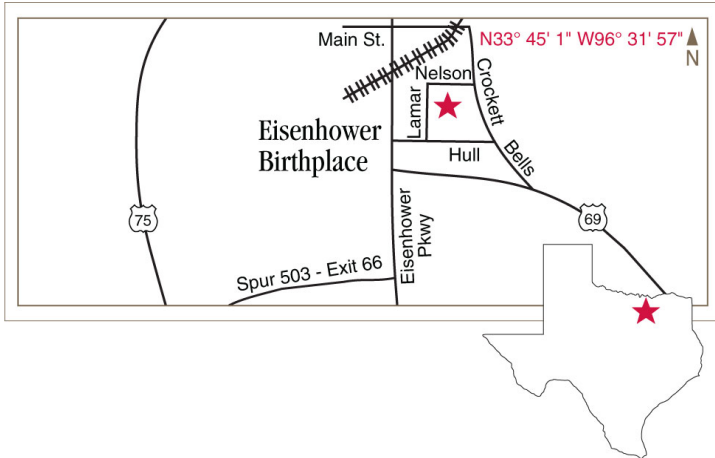 Main St.
N33° 45' 1" W96° 31' 57"
N
Nelson
Crockett
Lamar
Eisenhower
Birthplace
Hull
Bells
75
69
Eisenhower
Pkwy
Spur 503 - Exit 66